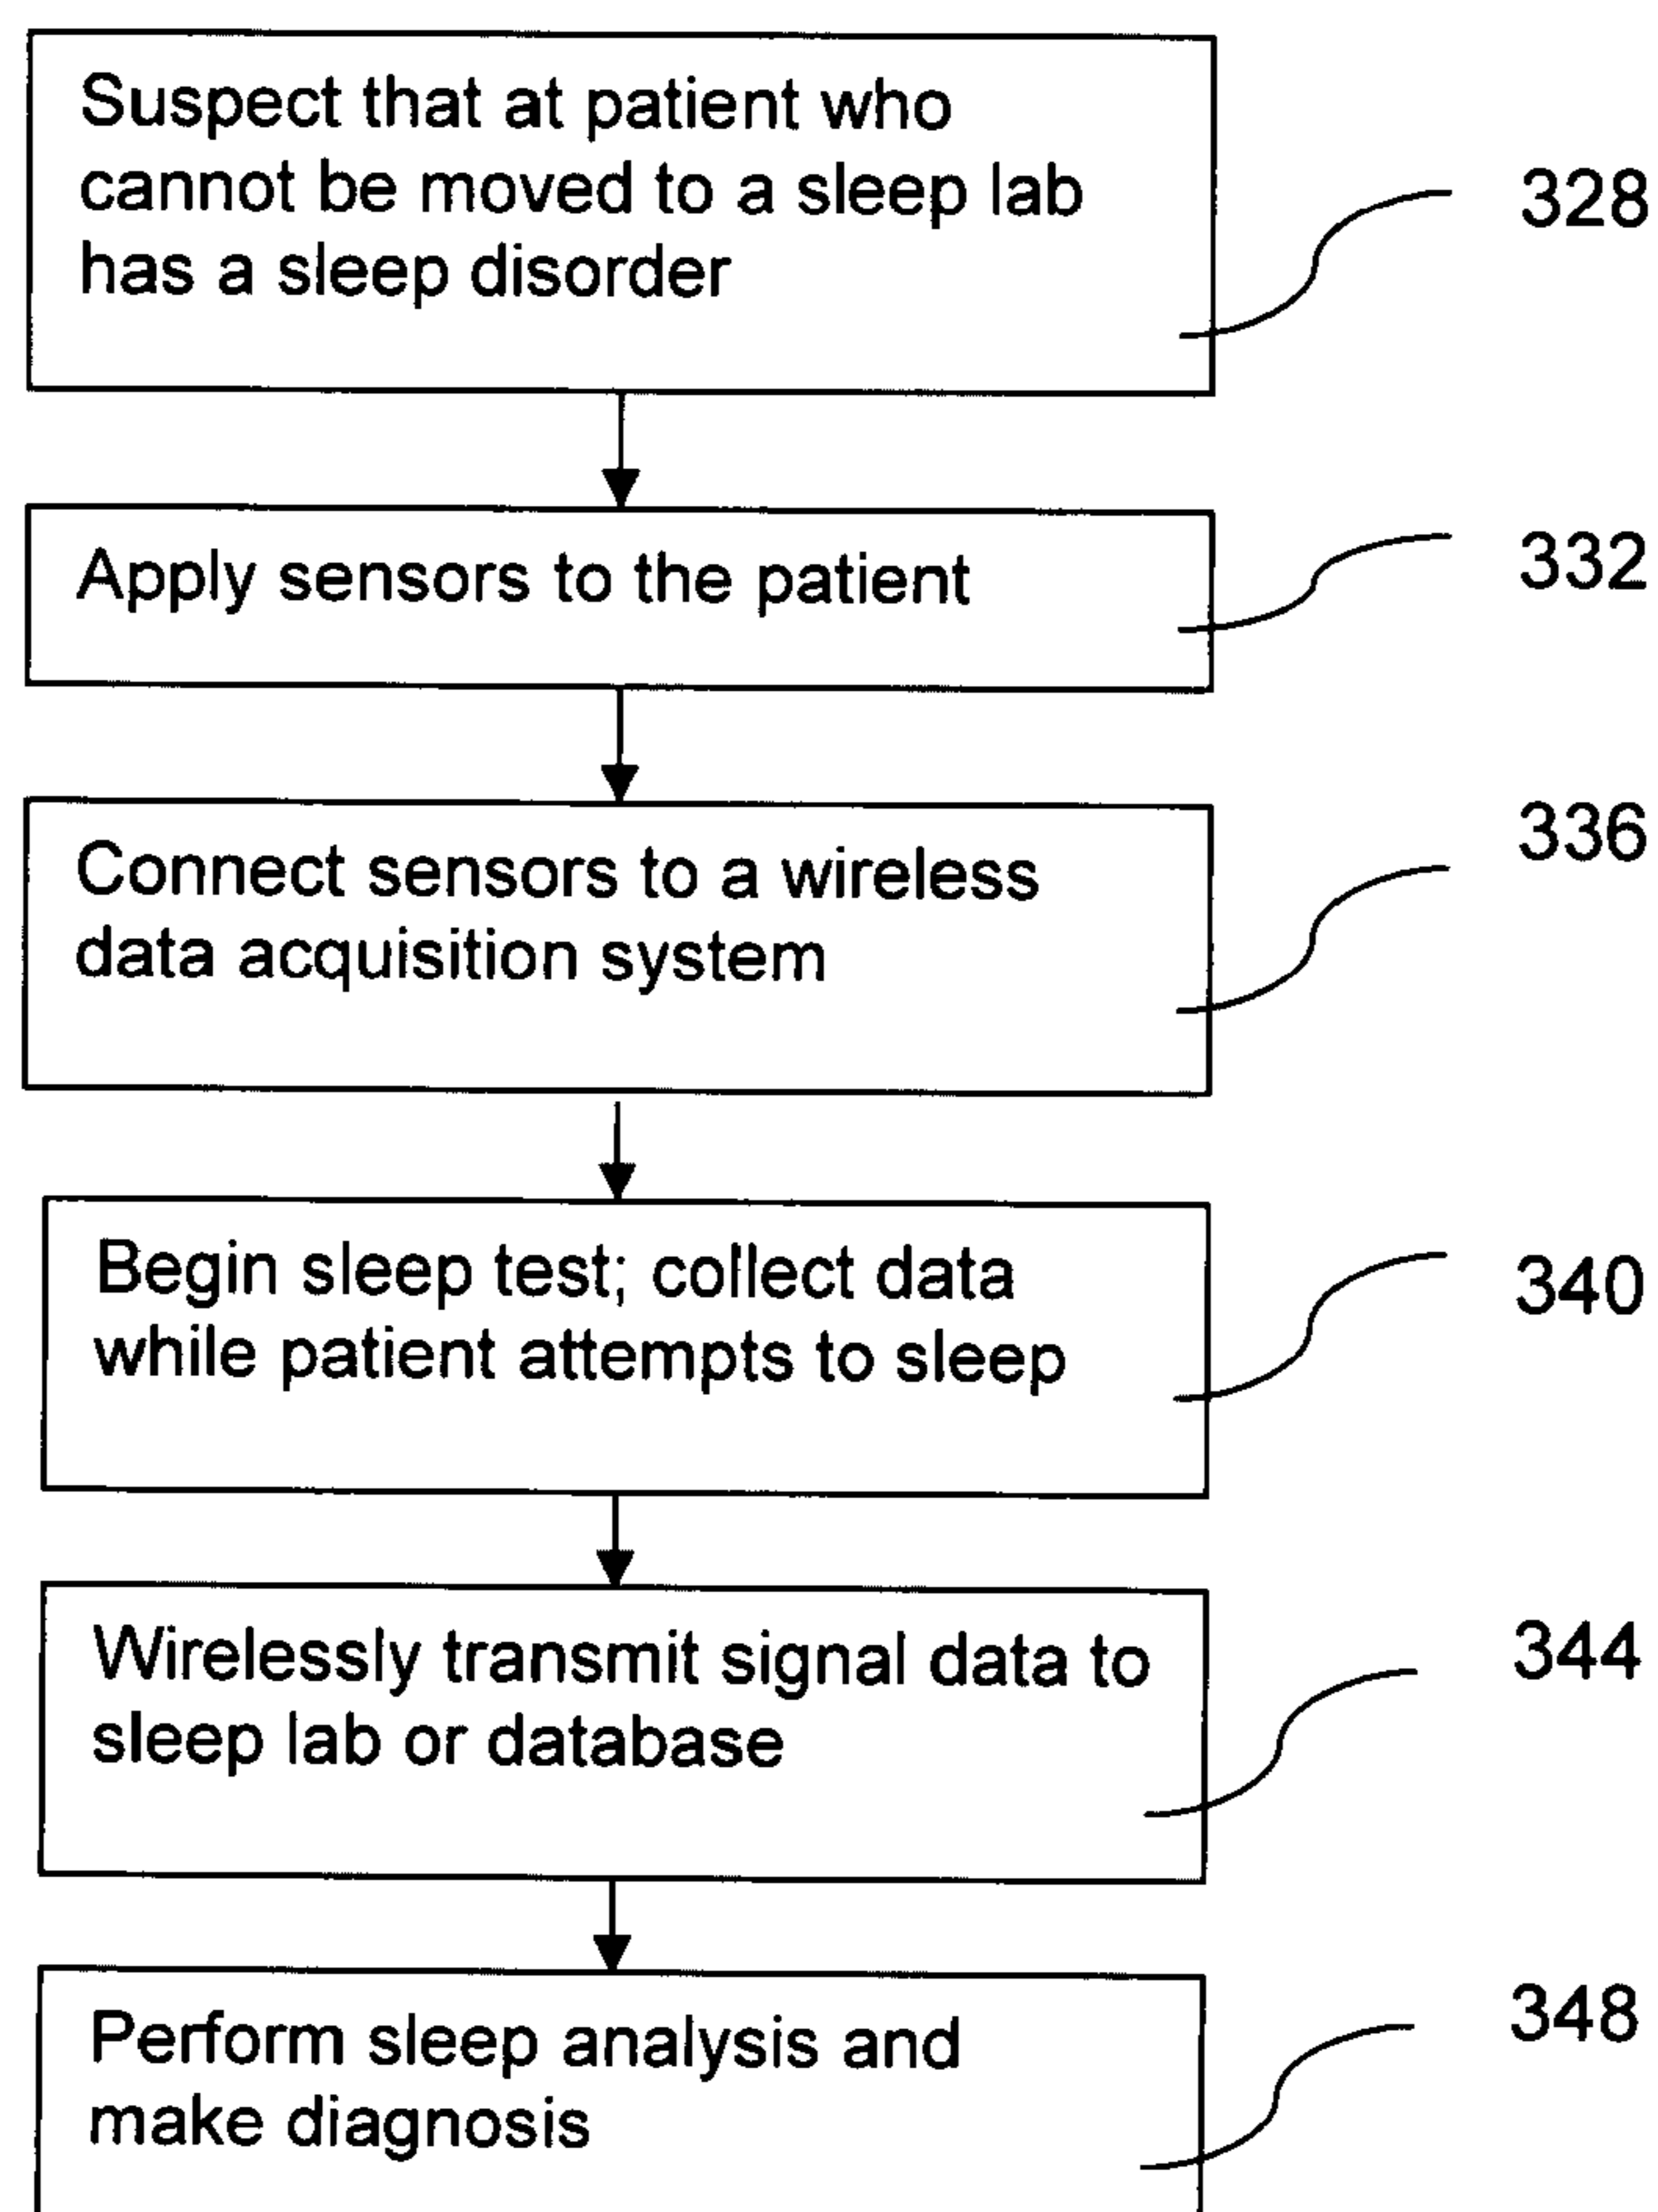 Suspect that at patient who
cannot be moved to a sleep lab
has a sleep disorder
328
Apply sensors to the patient
332
Connect sensors to a wireless
data acquisition system
336
Begin sleep test; collect data
while patient attempts to sleep
340
Wirelessly transmit signal data to
sleep lab or database
344
Perform sleep analysis and
make diagnosis
348